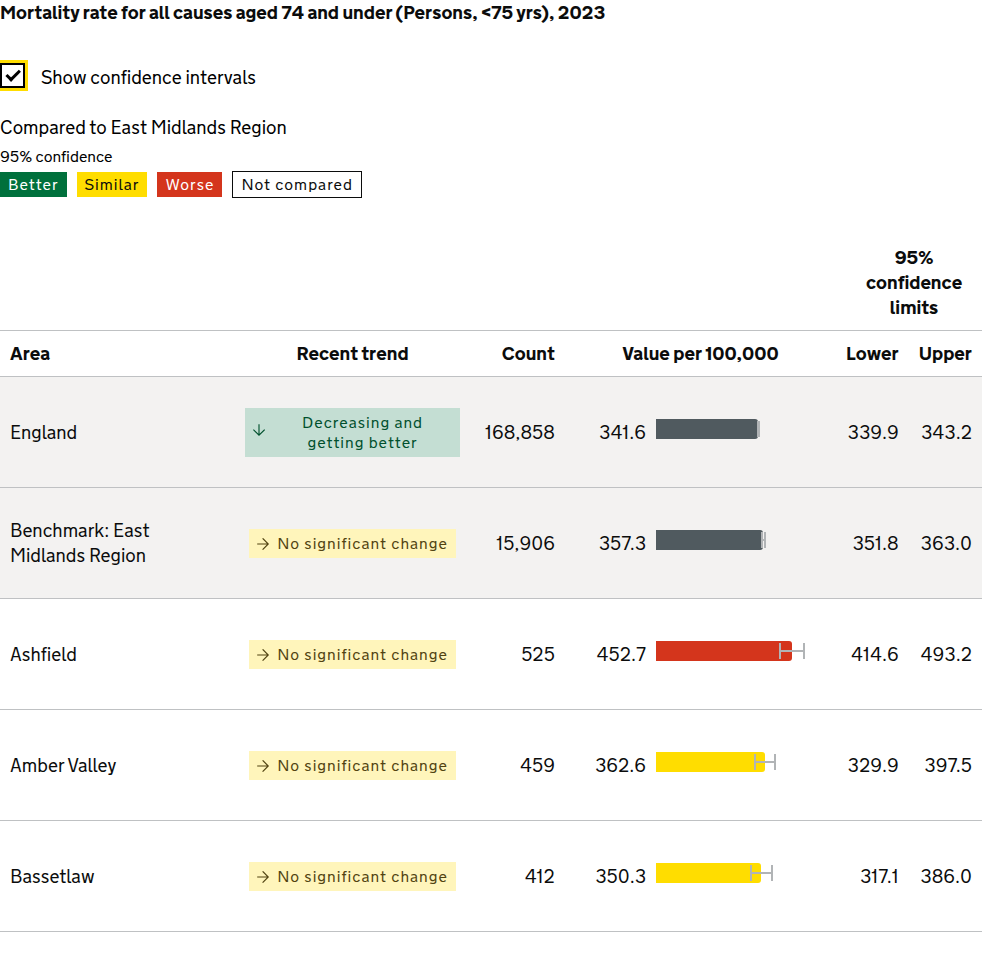 Mortality rate for all causes aged 74 and under (Persons, <75 yrs), 2023
Show confidence intervals
Compared to East Midlands Region
95% confidence
Better Similar Worse Not compared
95%
confidence
limits
Area Recent trend Count Value per 100,000 Lower Upper
England ↓ Decreasing and
getting better 168,858 341.6 339.9 343.2
Benchmark: East
Midlands Region → No significant change 15,906 357.3 351.8 363.0
Ashfield → No significant change 525 452.7 414.6 493.2
Amber Valley → No significant change 459 362.6 329.9 397.5
Bassetlaw → No significant change 412 350.3 317.1 386.0